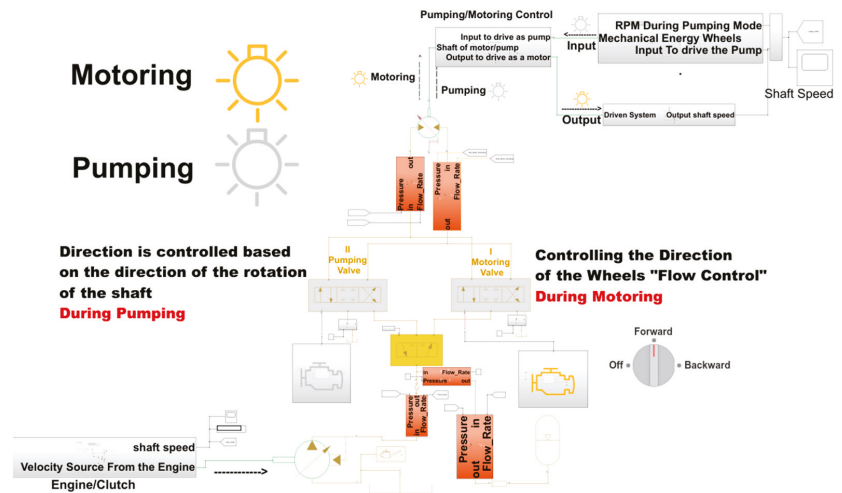 Pumping/Motoring Control
Input to drive as pump
Shaft of motor/pump
Output to drive as a motor
RPM During Pumping Mode
Mechanical Energy Wheels
Input To drive the Pump
Input
Shaft Speed
Motoring
Pumping
Output
Driven System
Output shaft speed
Motoring
Pumping
out
Pressure
Flow_Rate
in
in
Pressure
Flow_Rate
out
Direction is controlled based
on the direction of the rotation
of the shaft
During Pumping
II
Pumping
Valve
I
Motoring
Valve
Controlling the Direction
of the Wheels "Flow Control"
During Motoring
Forward
Off
Backward
in
Flow_Rate
Pressure
out
Pressure
out
in
Flow_Rate
Pressure
in
out
Flow_Rate
shaft speed
Velocity Source From the Engine
Engine/Clutch